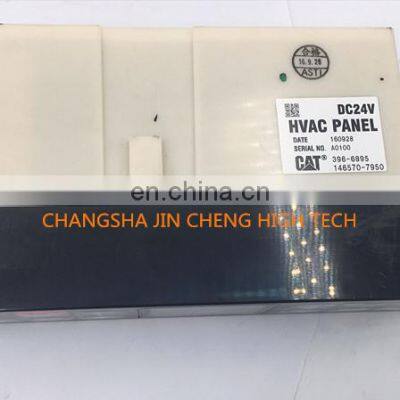 合格
16.9.28
ASTI
DC24V
HVAC PANEL
DATE 160928
SERIAL NO. A0100
CAT® 396-6895
146570-7950
en.china.cn
CHANGSHA JIN CHENG HIGH TECH